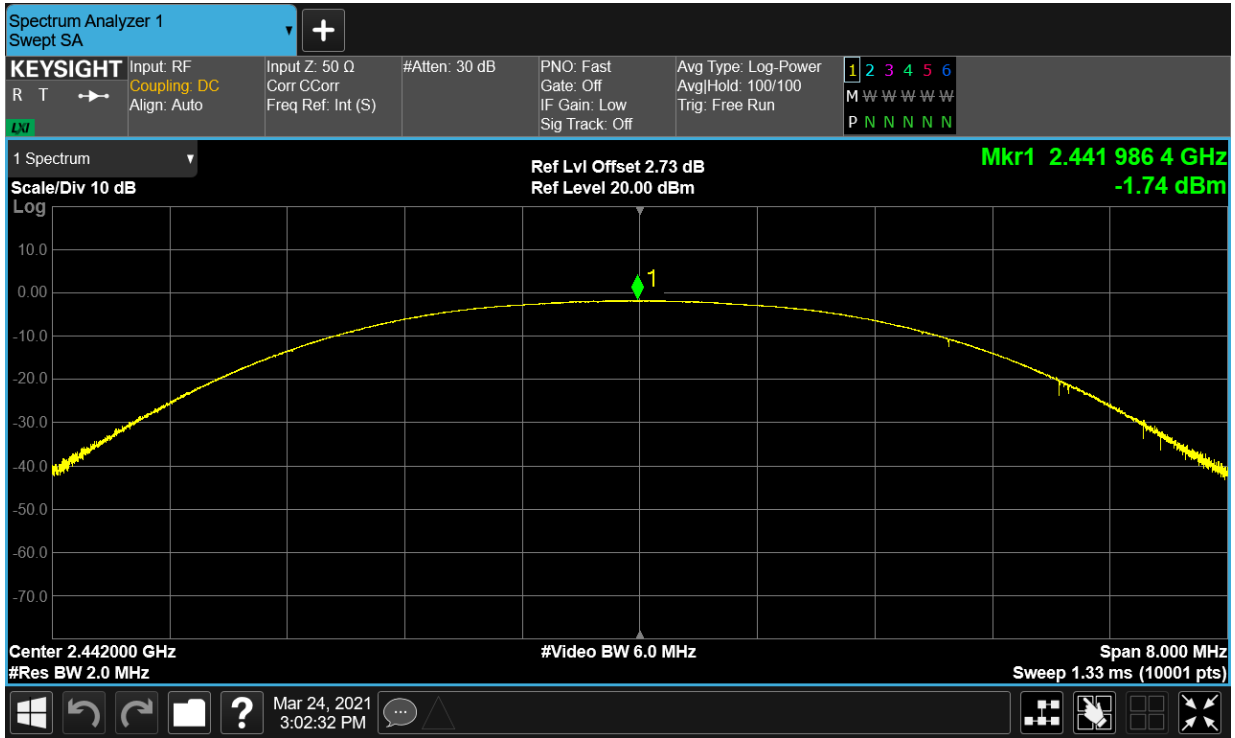 Spectrum Analyzer 1
Swept SA
▼
+
KEYSIGHT
R T
LXI
Input: RF
Coupling: DC
Align: Auto
Input Z: 50 Ω
Corr CCorr
Freq Ref: Int (S)
#Atten: 30 dB
PNO: Fast
Gate: Off
IF Gain: Low
Sig Track: Off
Avg Type: Log-Power
Avg|Hold: 100/100
Trig: Free Run
1 2 3 4 5 6
M W W W W W
P N N N N N
1 Spectrum ▼
Scale/Div 10 dB
Log
Ref Lvl Offset 2.73 dB
Ref Level 20.00 dBm
Mkr1 2.441 986 4 GHz
-1.74 dBm
1
10.0
0.00
-10.0
-20.0
-30.0
-40.0
-50.0
-60.0
-70.0
Center 2.442000 GHz
#Res BW 2.0 MHz
#Video BW 6.0 MHz
Span 8.000 MHz
Sweep 1.33 ms (10001 pts)
?
Mar 24, 2021
3:02:32 PM